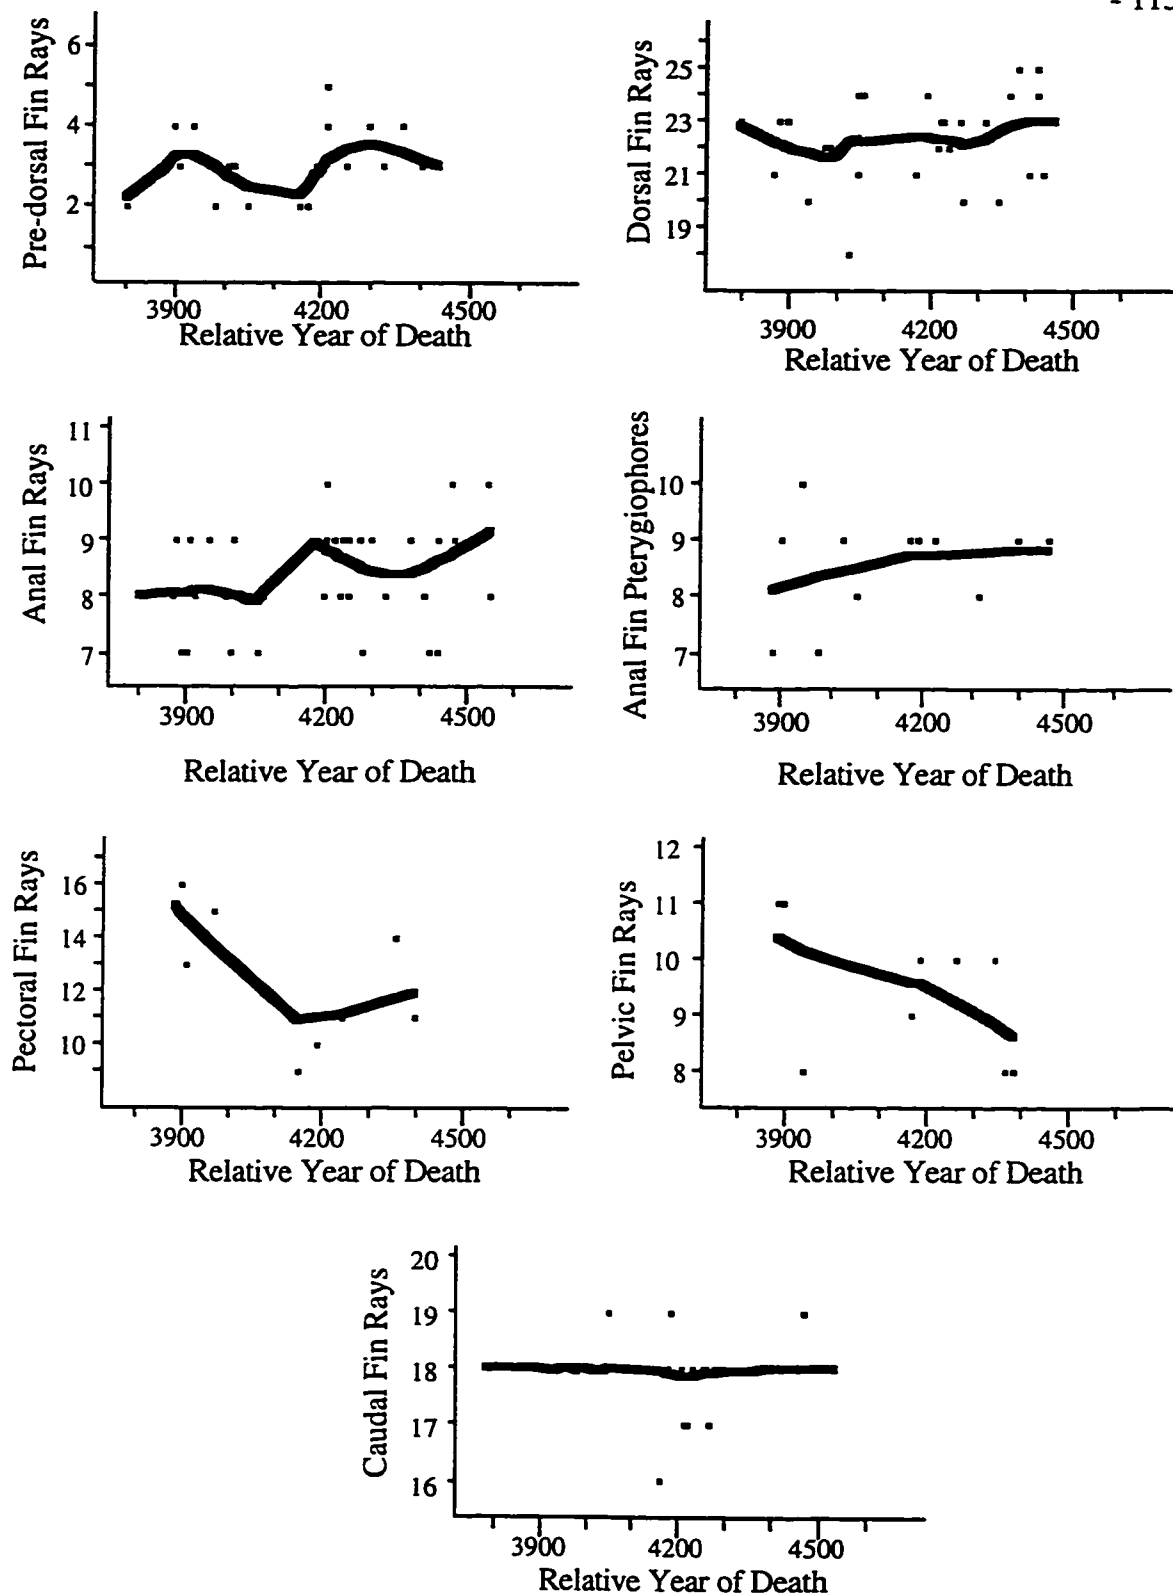 - 113
Pre-dorsal Fin Rays
6
4
2
3900 4200 4500
Relative Year of Death
Dorsal Fin Rays
25
23
21
19
3900 4200 4500
Relative Year of Death
Anal Fin Rays
11
10
9
8
7
3900 4200 4500
Relative Year of Death
Anal Fin Pterygiophores
10
9
8
7
3900 4200 4500
Relative Year of Death
Pectoral Fin Rays
16
14
12
10
3900 4200 4500
Relative Year of Death
Pelvic Fin Rays
12
11
10
9
8
3900 4200 4500
Relative Year of Death
Caudal Fin Rays
20
19
18
17
16
3900 4200 4500
Relative Year of Death